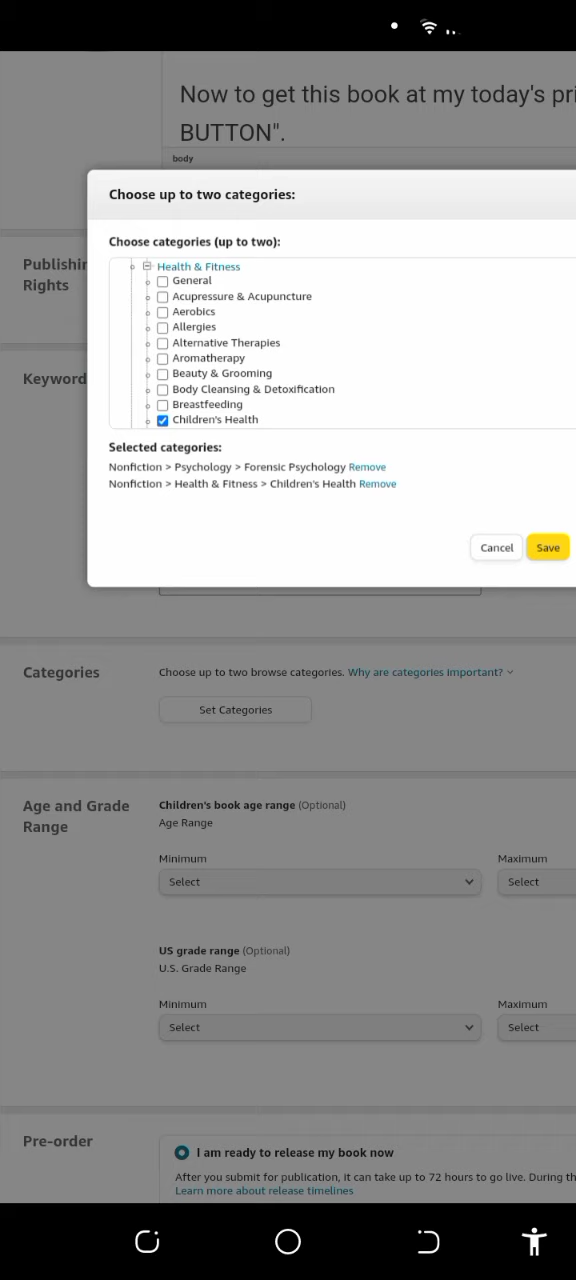 Now to get this book at my today's pri
BUTTON".
body
Choose up to two categories:
Choose categories (up to two):
Health & Fitness
General
Acupressure & Acupuncture
Aerobics
Allergies
Alternative Therapies
Aromatherapy
Beauty & Grooming
Body Cleansing & Detoxification
Breastfeeding
Children's Health
Selected categories:
Nonfiction > Psychology > Forensic Psychology Remove
Nonfiction > Health & Fitness > Children's Health Remove
Cancel Save
Publishin
Rights
Keyword
Categories
Choose up to two browse categories. Why are categories important?
Set Categories
Age and Grade
Range
Children's book age range (Optional)
Age Range
Minimum Maximum
Select Select
US grade range (Optional)
U.S. Grade Range
Minimum Maximum
Select Select
Pre-order
I am ready to release my book now
After you submit for publication, it can take up to 72 hours to go live. During th
Learn more about release timelines